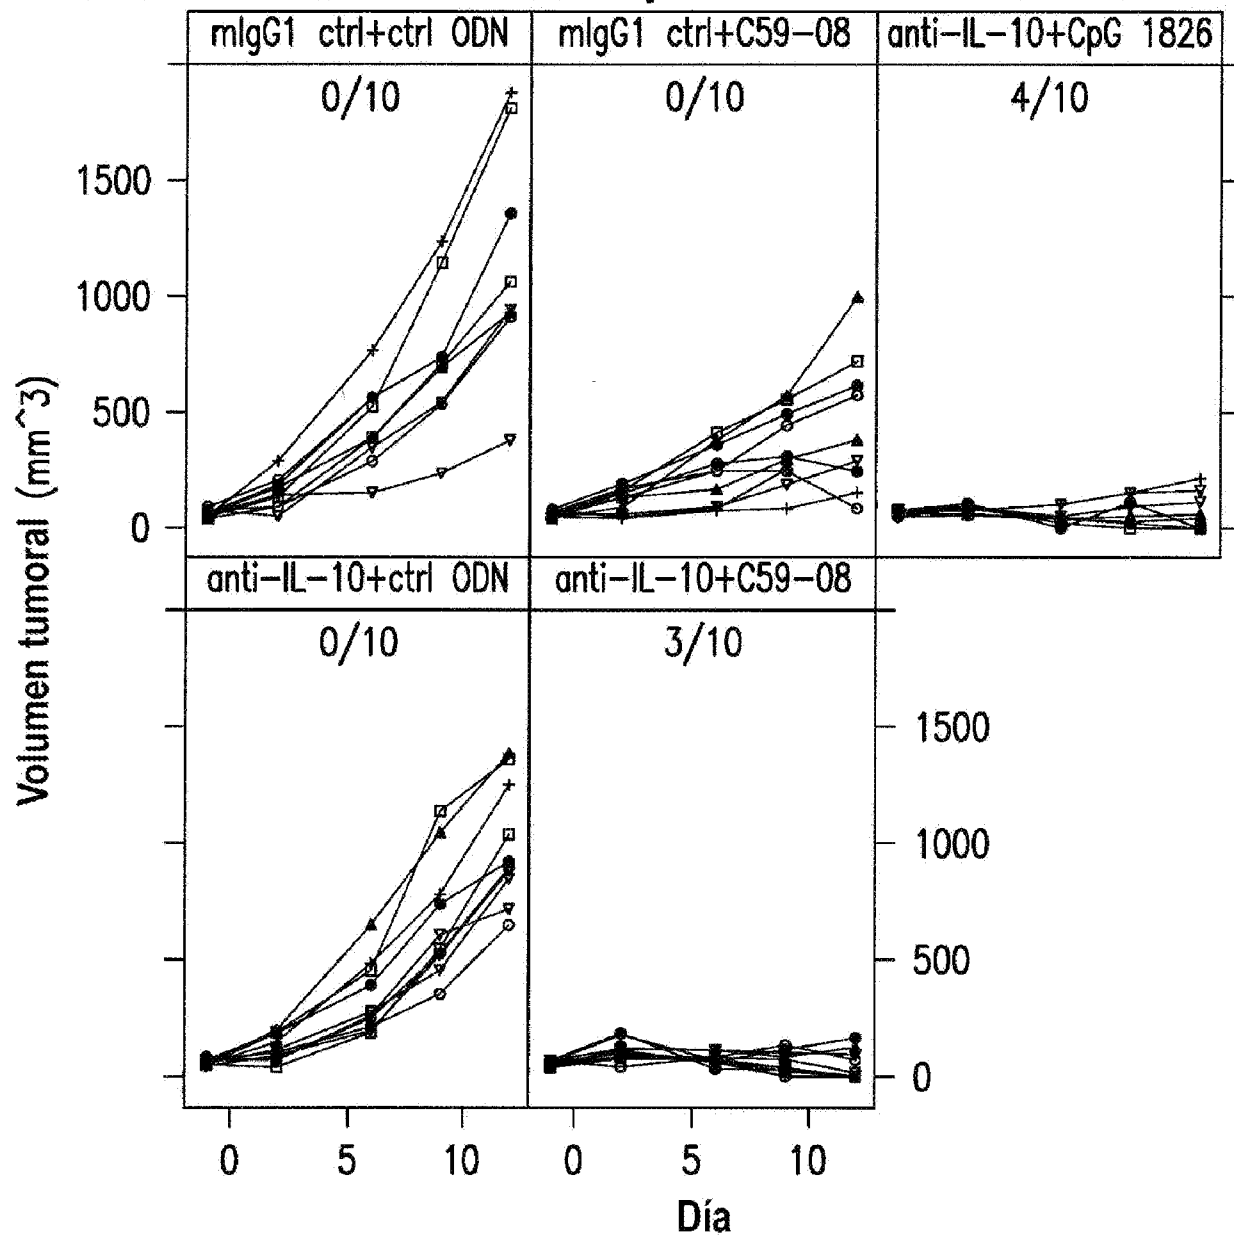 mIgG1 ctrl+ctrl ODN
mIgG1 ctrl+C59-08
anti-IL-10+CpG 1826
0/10
0/10
4/10
1500
1000
500
0
Volumen tumoral (mm^3)
anti-IL-10+ctrl ODN
anti-IL-10+C59-08
0/10
3/10
1500
1000
500
0
0 5 10
0 5 10
Día